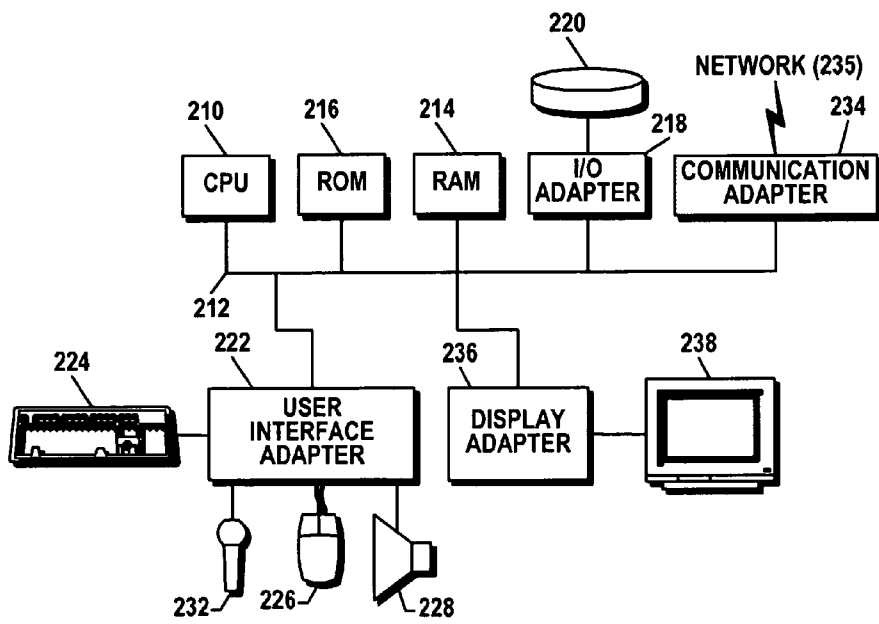 220
NETWORK (235)
210
216
214
218
234
CPU
ROM
RAM
I/O
ADAPTER
COMMUNICATION
ADAPTER
212
222
236
238
224
USER
INTERFACE
ADAPTER
DISPLAY
ADAPTER
232
226
228